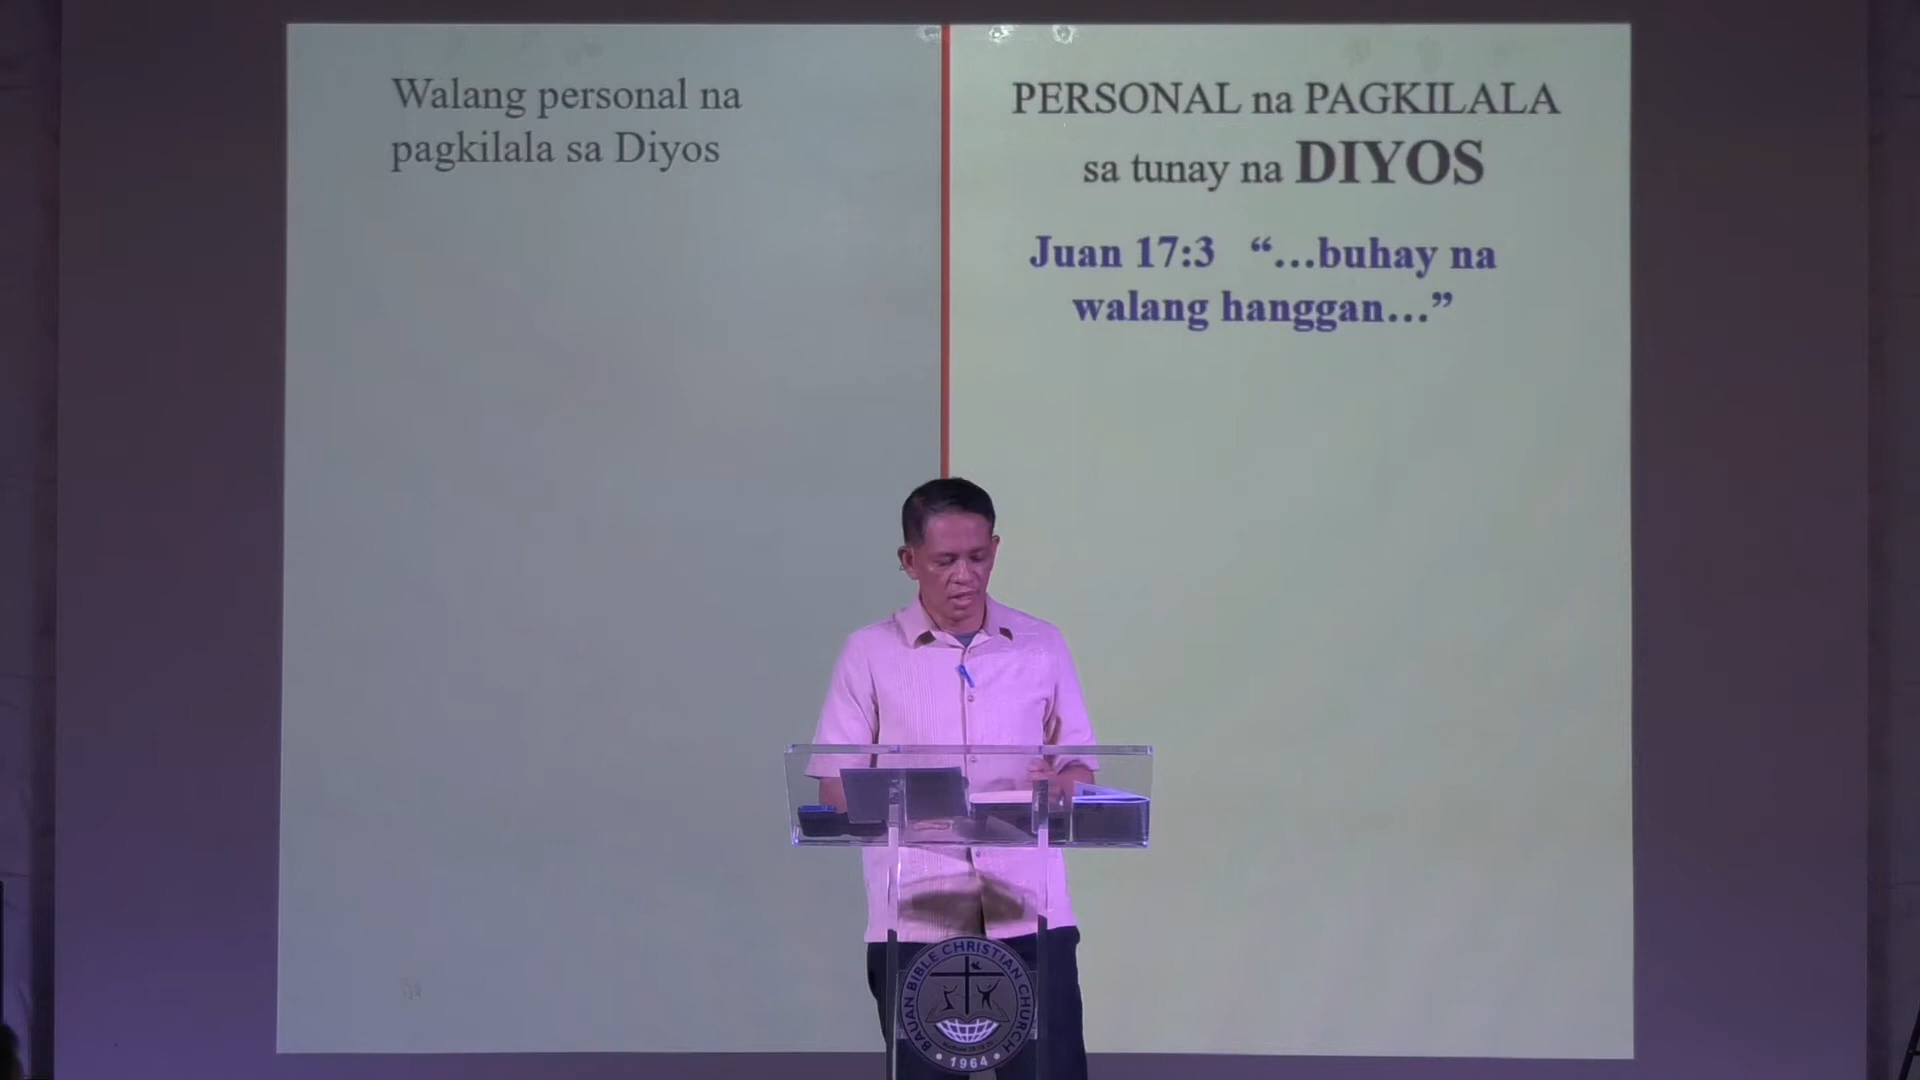 Walang personal na
pagkilala sa Diyos
PERSONAL na PAGKILALA
sa tunay na DIYOS
Juan 17:3 “…buhay na
walang hanggan…”
BAUAN BIBLE CHRISTIAN CHURCH
• 1964 •